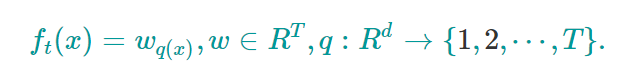 f_t(x) = w_{q(x)}, w ∈ R^T, q : R^d → {1, 2, ⋯, T}.